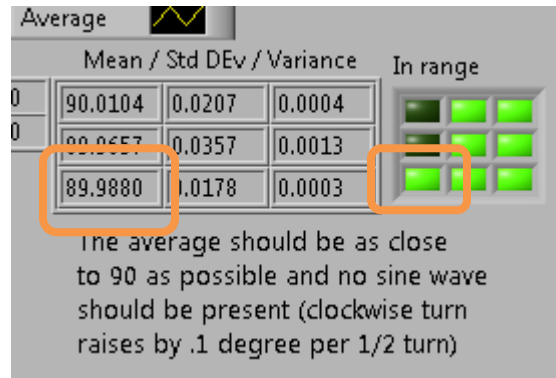 Average
Mean / Std DEv / Variance In range
0 90.0104 0.0207 0.0004
0 0.0357 0.0013
89.9880 0.0178 0.0003
The average should be as close
to 90 as possible and no sine wave
should be present (clockwise turn
raises by .1 degree per 1/2 turn)